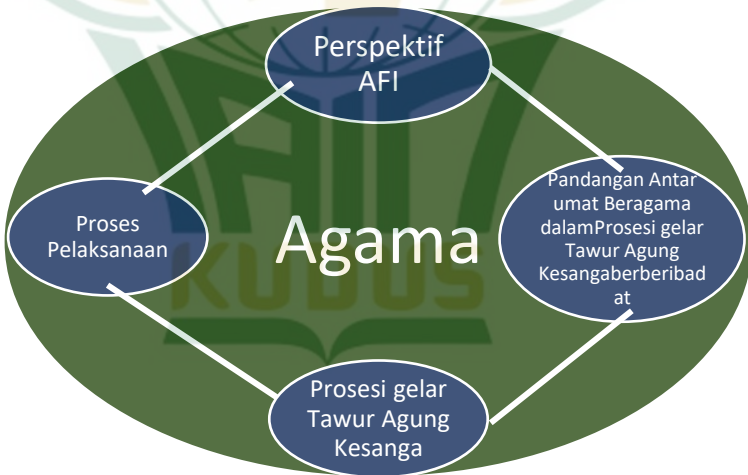 Perspektif
AFI
Pandangan Antar
umat Beragama
dalamProsesi gelar
Tawur Agung
Kesangaberberibad
at
Proses
Pelaksanaan
Agama
KUDUS
Prosesi gelar
Tawur Agung
Kesanga